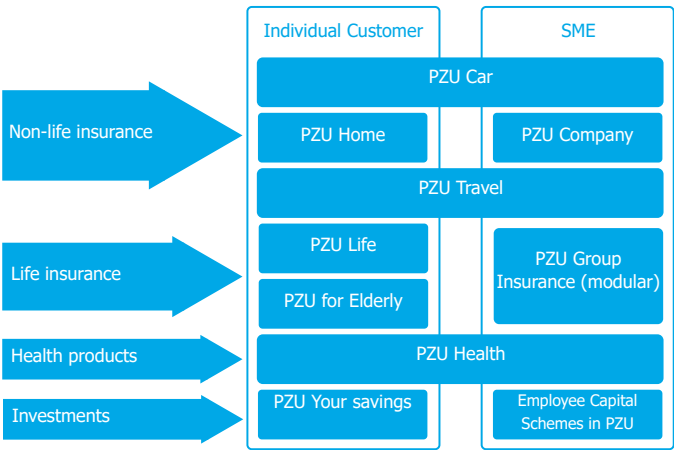 Individual Customer
SME
PZU Car
Non-life insurance
PZU Home
PZU Company
PZU Travel
PZU Life
Life insurance
PZU Group
Insurance (modular)
PZU for Elderly
Health products
PZU Health
Investments
PZU Your savings
Employee Capital
Schemes in PZU